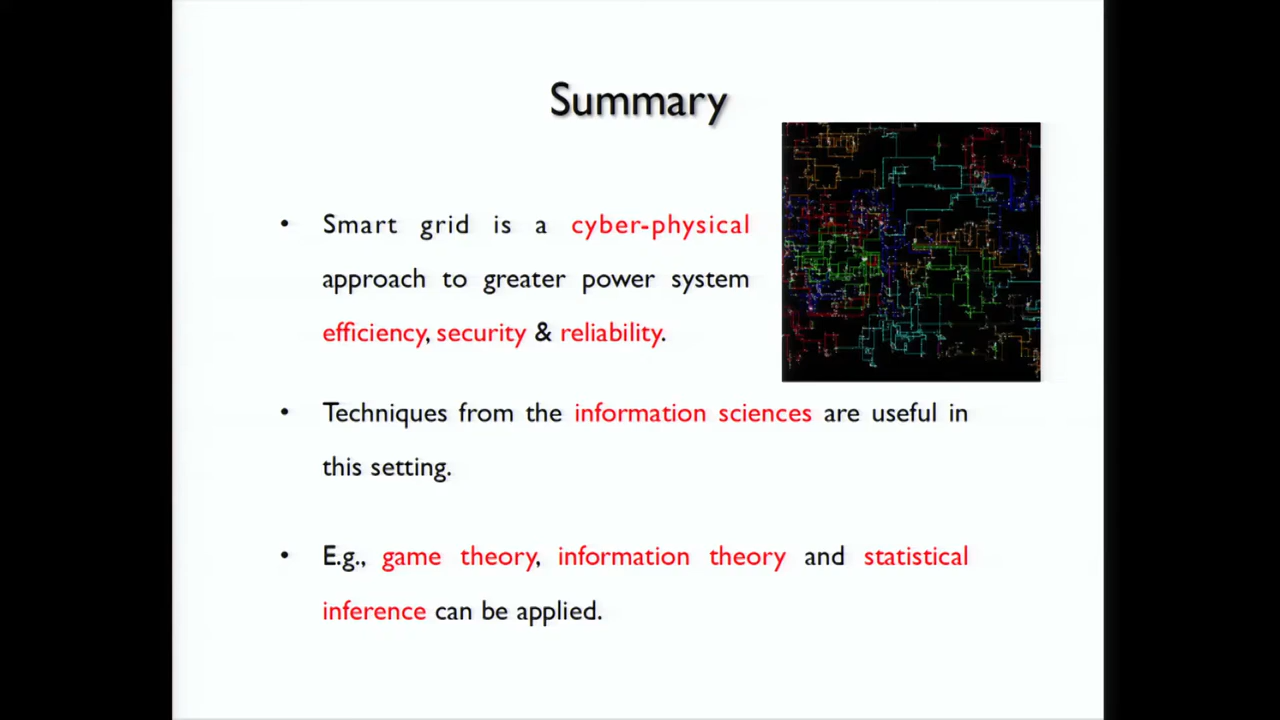 Summary
• Smart grid is a cyber-physical
approach to greater power system
efficiency, security & reliability.
• Techniques from the information sciences are useful in
this setting.
• E.g., game theory, information theory and statistical
inference can be applied.